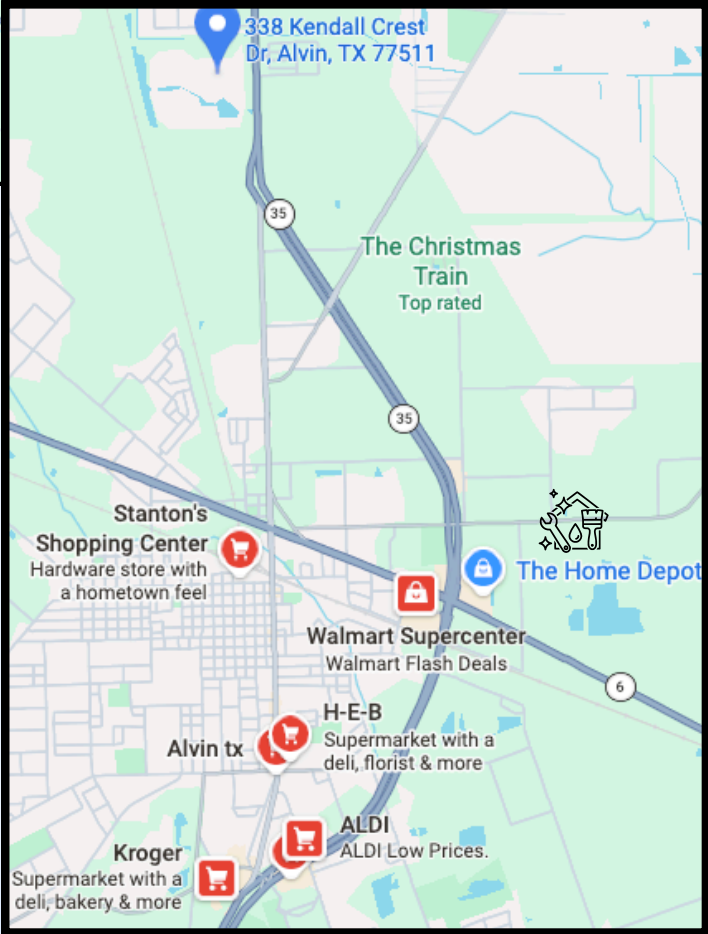 338 Kendall Crest
Dr, Alvin, TX 77511
35
The Christmas
Train
Top rated
35
Stanton's
Shopping Center
Hardware store with
a hometown feel
The Home Depot
Walmart Supercenter
Walmart Flash Deals
6
H-E-B
Supermarket with a
deli, florist & more
Alvin tx
ALDI
ALDI Low Prices.
Kroger
Supermarket with a
deli, bakery & more